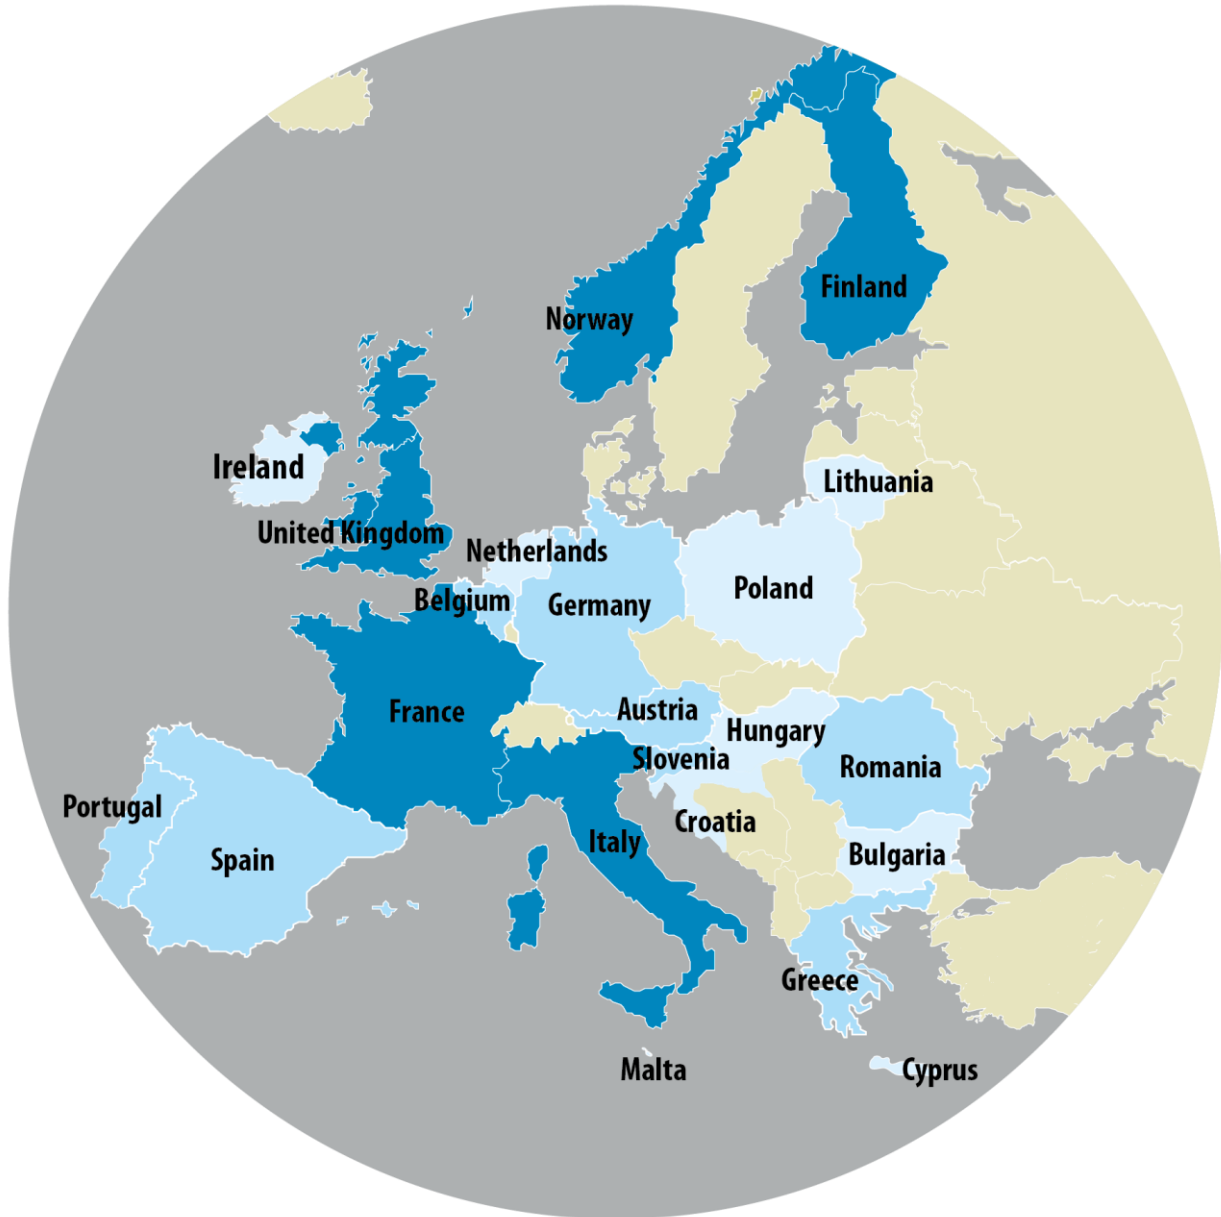 Finland
Norway
Ireland
Lithuania
United Kingdom
Netherlands
Poland
Belgium
Germany
France
Austria
Hungary
Slovenia
Romania
Portugal
Croatia
Italy
Spain
Bulgaria
Greece
Malta
Cyprus